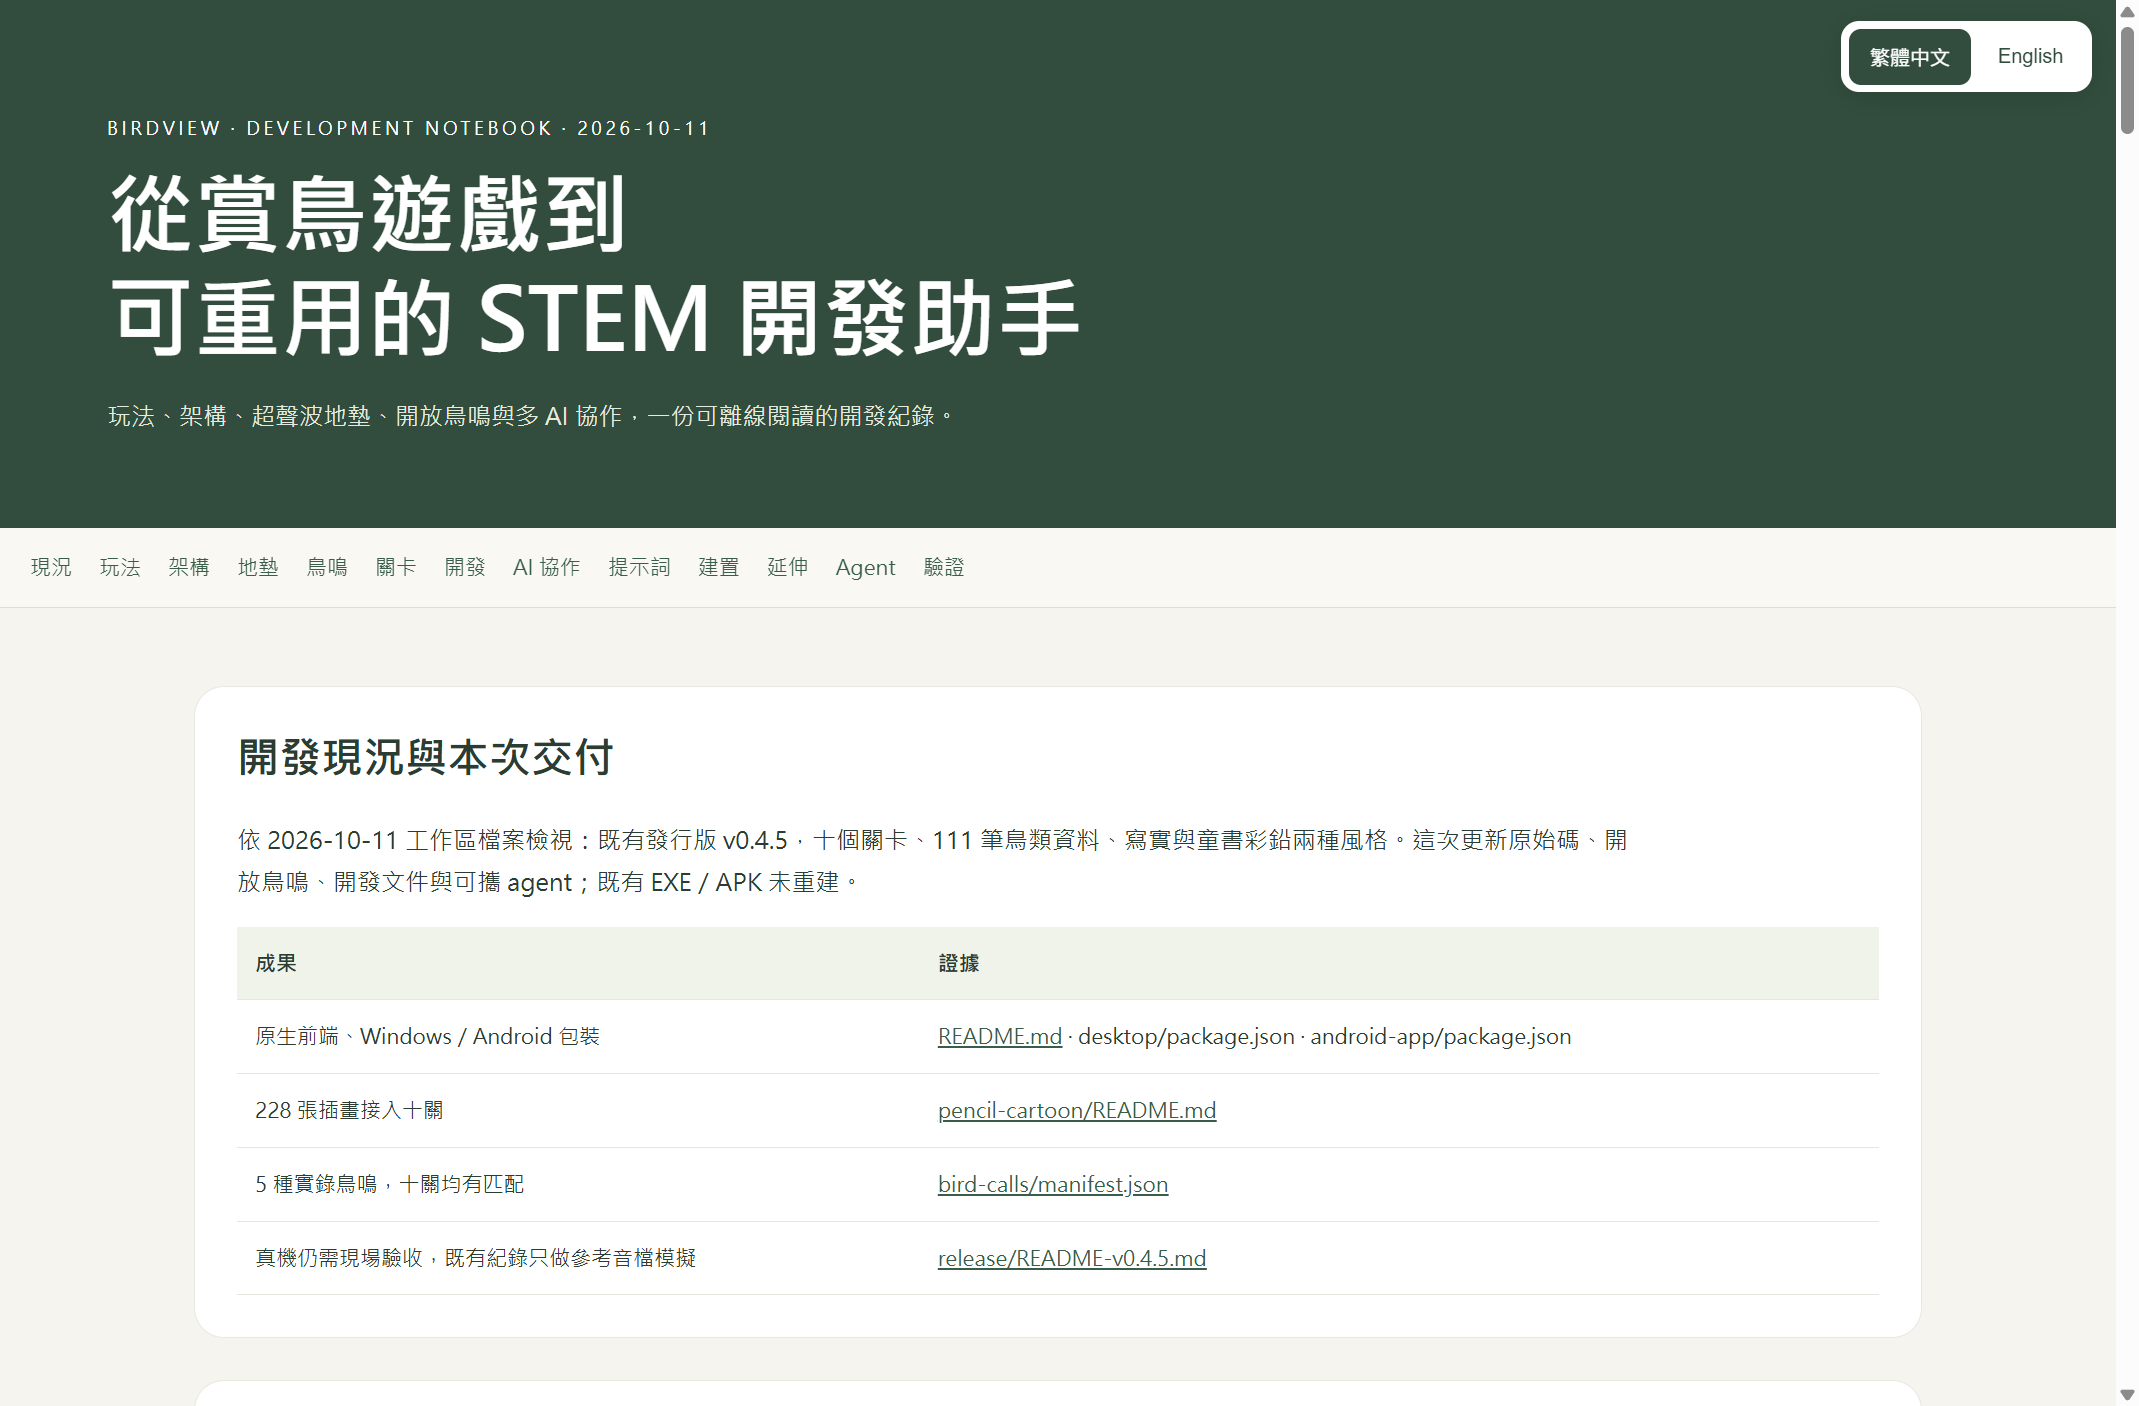 繁體中文 English
BIRDVIEW · DEVELOPMENT NOTEBOOK · 2026-10-11
從賞鳥遊戲到
可重用的 STEM 開發助手
玩法、架構、超聲波地墊、開放鳥鳴與多 AI 協作，一份可離線閱讀的開發紀錄。
現況 玩法 架構 地墊 鳥鳴 關卡 開發 AI 協作 提示詞 建置 延伸 Agent 驗證
開發現況與本次交付
依 2026-10-11 工作區檔案檢視：既有發行版 v0.4.5，十個關卡、111 筆鳥類資料、寫實與童書彩鉛兩種風格。這次更新原始碼、開
放鳥鳴、開發文件與可攜 agent；既有 EXE / APK 未重建。
成果 證據
原生前端、Windows / Android 包裝 README.md · desktop/package.json · android-app/package.json
228 張插畫接入十關 pencil-cartoon/README.md
5 種實錄鳥鳴，十關均有匹配 bird-calls/manifest.json
真機仍需現場驗收，既有紀錄只做參考音檔模擬 release/README-v0.4.5.md